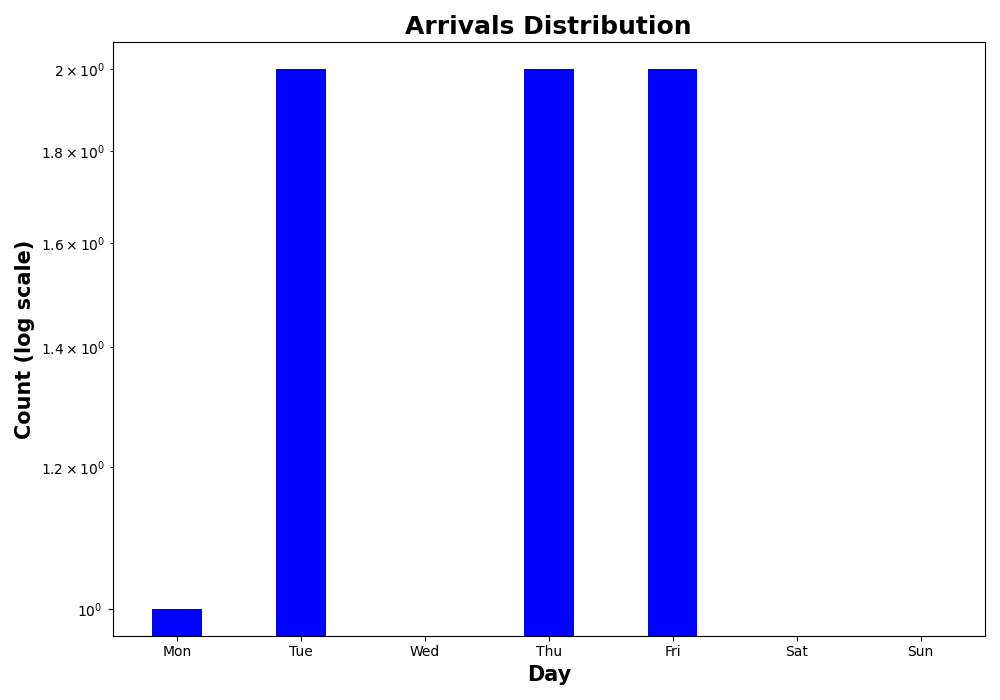 Arrivals Distribution
Count (log scale)
2 × 10⁰
1.8 × 10⁰
1.6 × 10⁰
1.4 × 10⁰
1.2 × 10⁰
10⁰
Mon Tue Wed Thu Fri Sat Sun
Day